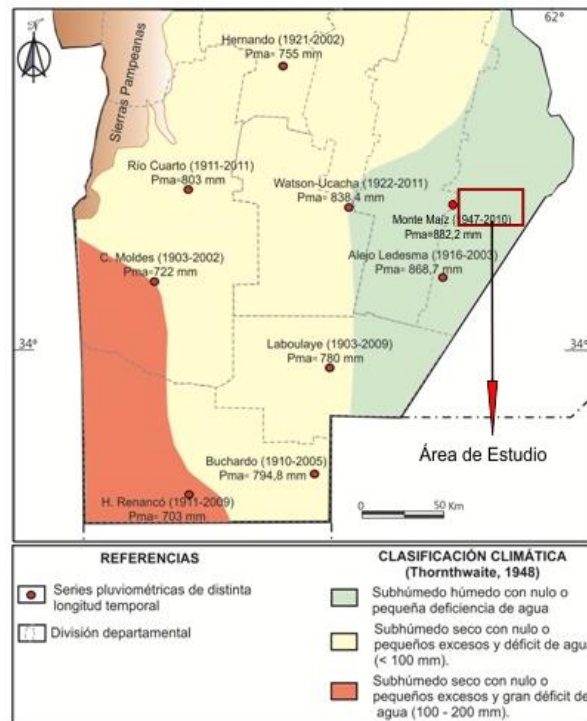 62°
Hernando (1921-2002)
Pma= 755 mm
Sierras Pampeanas
Río Cuarto (1911-2011)
Pma=803 mm
Watson-Ucacha (1922-2011)
Pma= 838,4 mm
Monte Maíz (1947-2010)
Pma=882,2 mm
C. Moldes (1903-2002)
Pma=722 mm
Alejo Ledesma (1916-2003)
Pma= 868,7 mm
34°
34°
Laboulaye (1903-2009)
Pma= 780 mm
Área de Estudio
Buchardo (1910-2005)
Pma= 794,8 mm
H. Renancó (1911-2009)
Pma= 703 mm
0
50 Km
REFERENCIAS
Series pluviométricas de distinta
longitud temporal
División departamental
CLASIFICACIÓN CLIMÁTICA
(Thornthwaite, 1948)
Subhúmedo húmedo con nulo o
pequeña deficiencia de agua
Subhúmedo seco con nulo o
pequeños excesos y déficit de agua
(< 100 mm).
Subhúmedo seco con nulo o
pequeños excesos y gran déficit de
agua (100 - 200 mm).